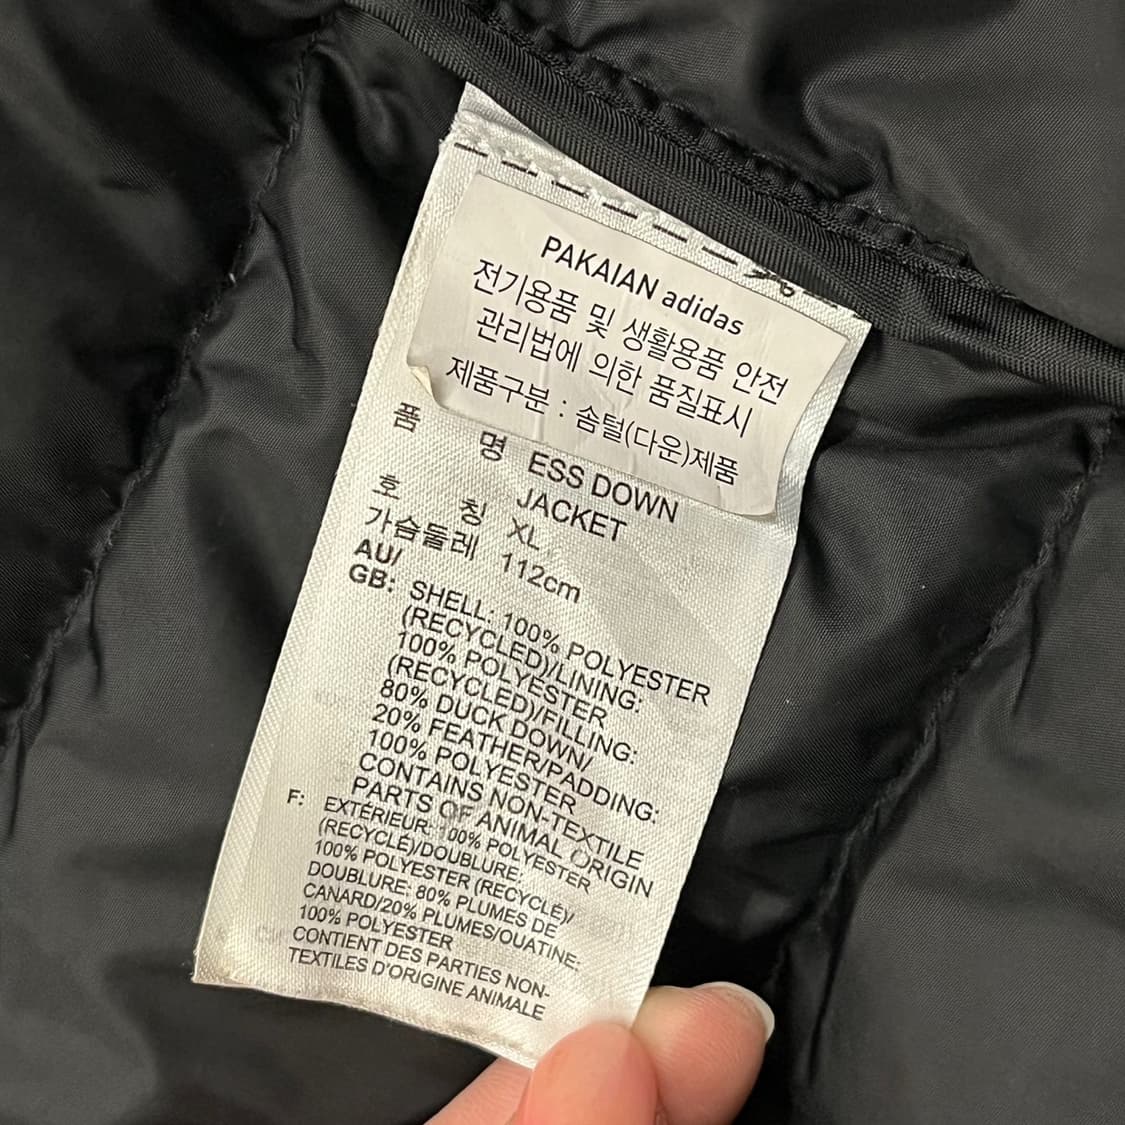 PAKAIAN adidas
전기용품 및 생활용품 안전
관리법에 의한 품질표시
제품구분 : 솜털(다운)제품
품 명 ESS DOWN
JACKET
호 칭 XL
가슴둘레 112cm
AU/
GB: SHELL: 100% POLYESTER
(RECYCLED)/LINING:
100% POLYESTER
(RECYCLED)/FILLING:
80% DUCK DOWN/
20% FEATHER/PADDING:
100% POLYESTER
CONTAINS NON-TEXTILE
PARTS OF ANIMAL ORIGIN
F: EXTÉRIEUR: 100% POLYESTER
(RECYCLÉ)/DOUBLURE:
100% POLYESTER (RECYCLÉ)/
DOUBLURE: 80% PLUMES DE
CANARD/20% PLUMES/OUATINE:
100% POLYESTER
CONTIENT DES PARTIES NON-
TEXTILES D'ORIGINE ANIMALE